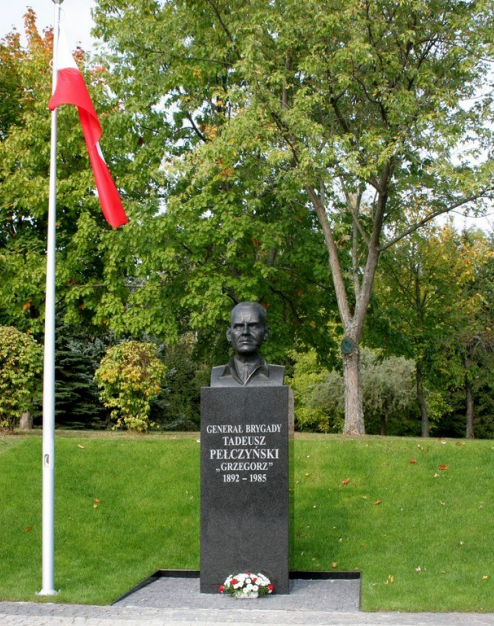 GENERAŁ BRYGADY
TADEUSZ
PEŁCZYŃSKI
„GRZEGORZ”
1892 – 1985